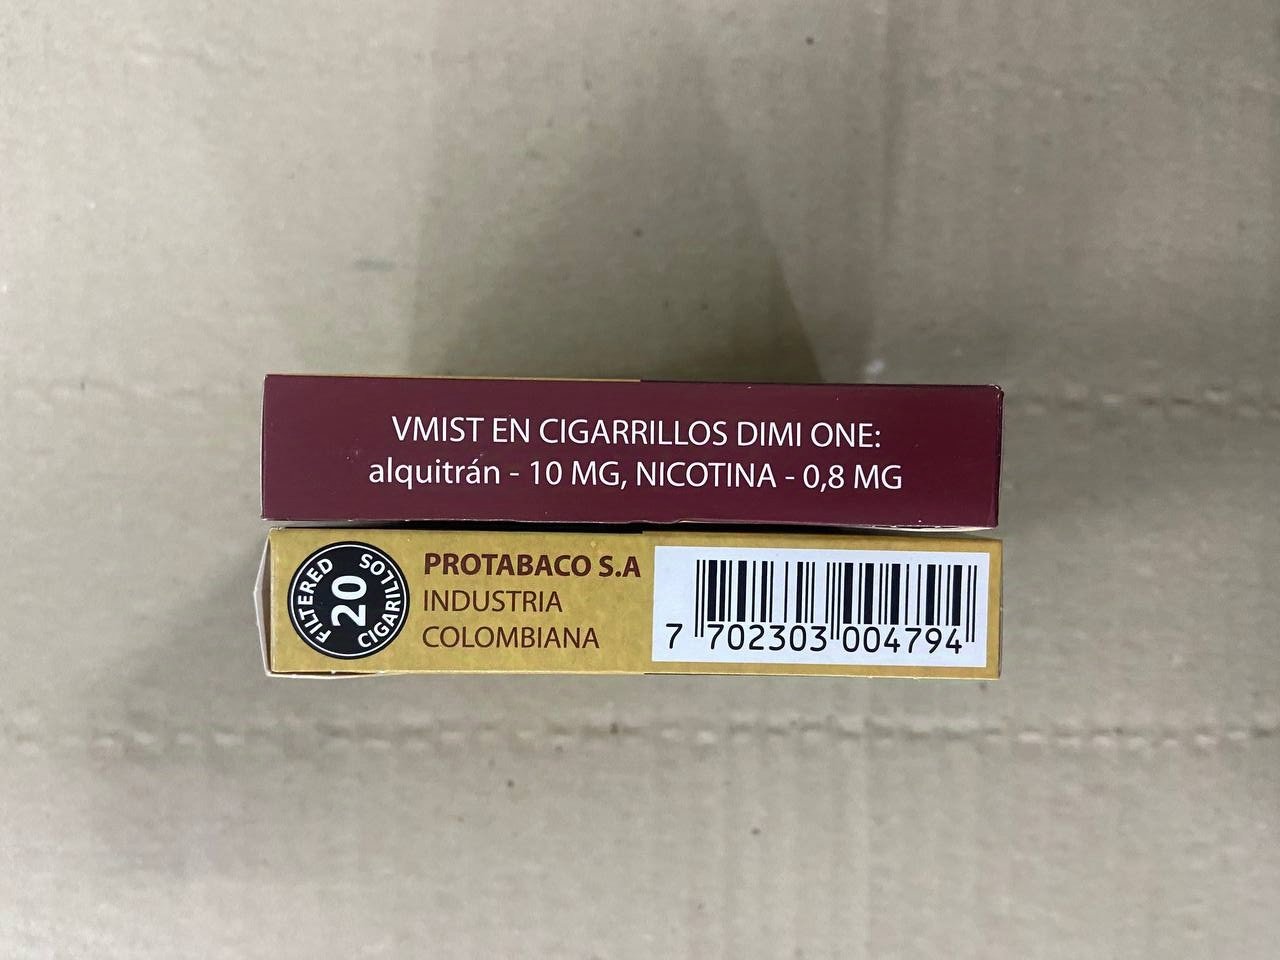 VMIST EN CIGARRILLOS DIMI ONE:
alquitrán - 10 MG, NICOTINA - 0,8 MG
FILTERED
20
CIGARILLOS
PROTABACO S.A
INDUSTRIA
COLOMBIANA
7 702303 004794